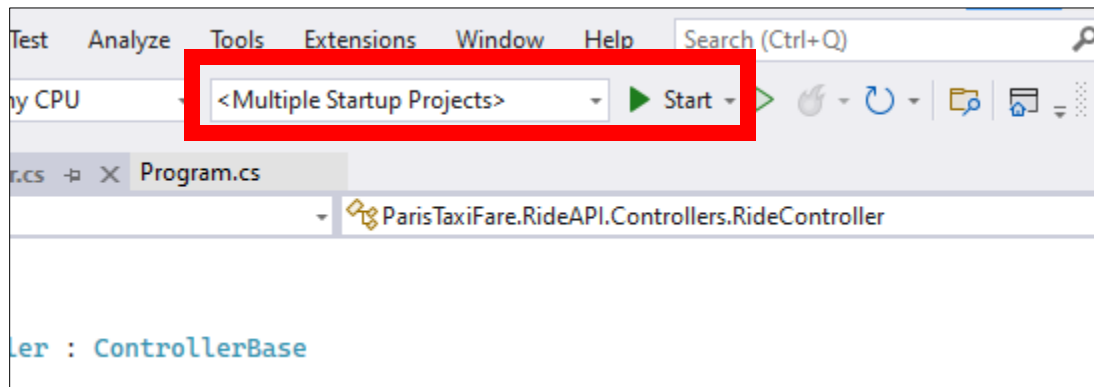 Test Analyze Tools Extensions Window Help Search (Ctrl+Q)
ny CPU <Multiple Startup Projects> Start
r.cs Program.cs
ParisTaxiFare.RideAPI.Controllers.RideController
ler : ControllerBase